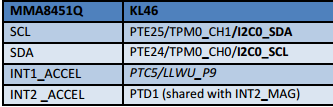 MMA8451Q KL46
SCL PTE25/TPM0_CH1/I2C0_SDA
SDA PTE24/TPM0_CH0/I2C0_SCL
INT1_ACCEL PTC5/LLWU_P9
INT2 _ACCEL PTD1 (shared with INT2_MAG)